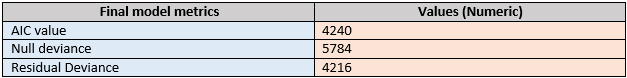 Final model metrics Values (Numeric)
AIC value 4240
Null deviance 5784
Residual Deviance 4216